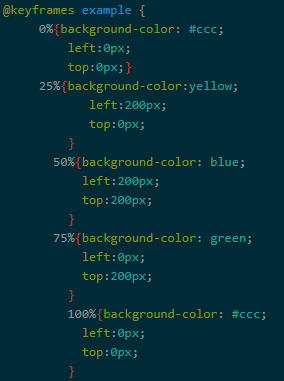 @keyframes example {
0%{background-color: #ccc;
left:0px;
top:0px;}
25%{background-color:yellow;
left:200px;
top:0px;
}
50%{background-color: blue;
left:200px;
top:200px;
}
75%{background-color: green;
left:0px;
top:200px;
}
100%{background-color: #ccc;
left:0px;
top:0px;
}